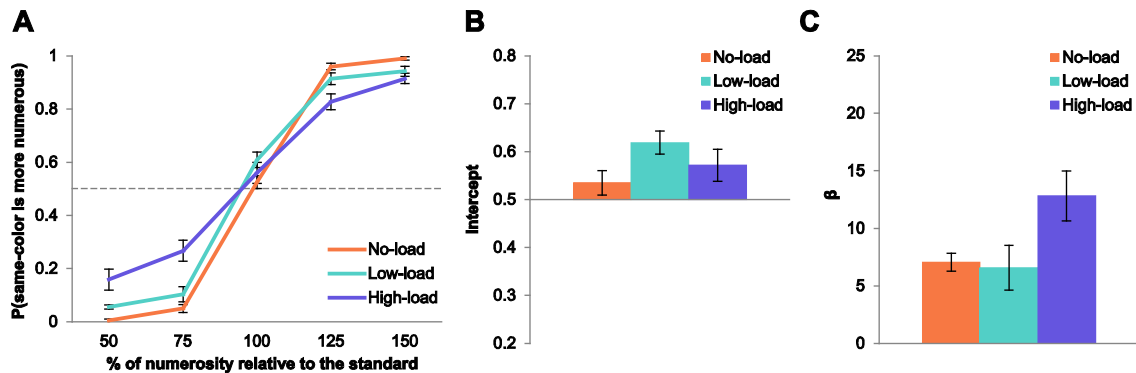 A
P(same-color is more numerous)
1
0.8
0.6
0.4
0.2
0
50 75 100 125 150
% of numerosity relative to the standard
No-load
Low-load
High-load
B
Intercept
0.8
0.7
0.6
0.5
0.4
0.3
0.2
No-load
Low-load
High-load
C
β
25
20
15
10
5
0
No-load
Low-load
High-load